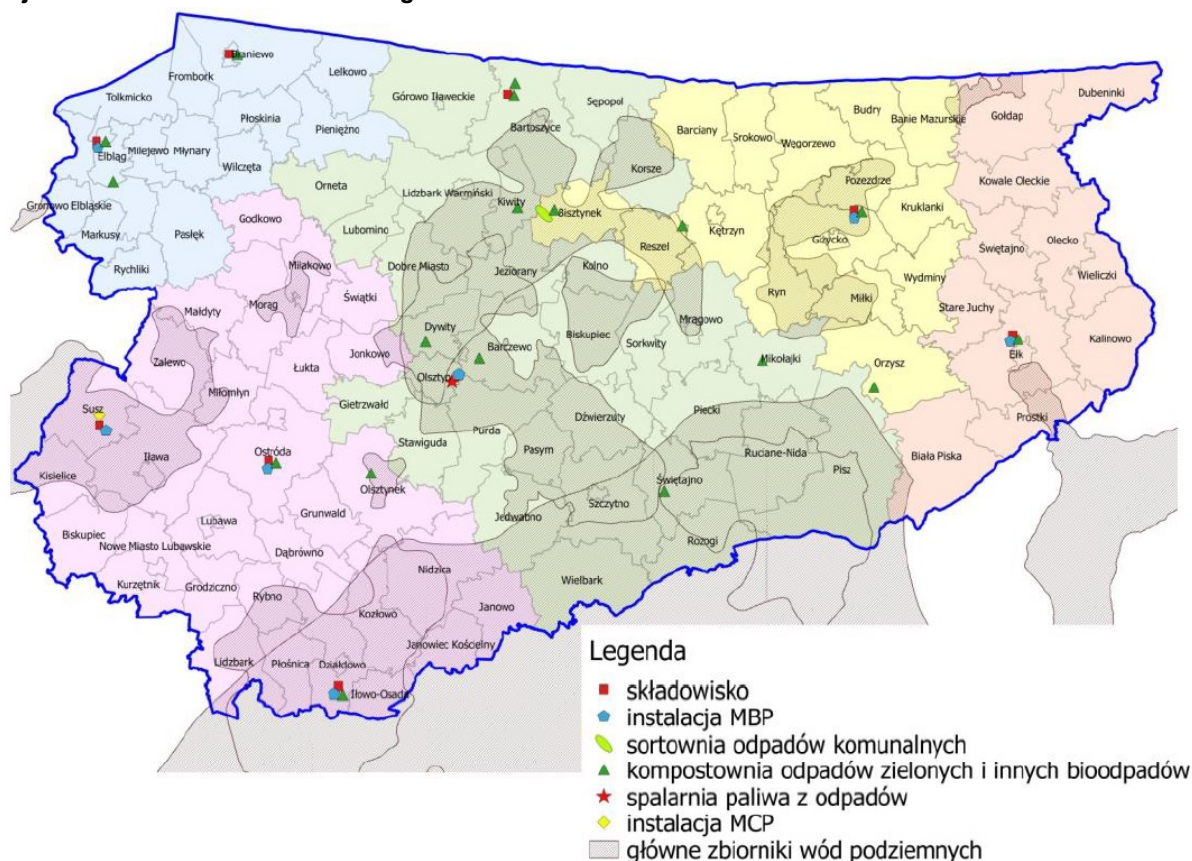 Braniewo
Frombork
Lelkowo
Tolkmicko
Płoskinia
Pieniężno
Elbląg
Milejewo
Młynary
Wilczęta
Gronowo Elbląskie
Markusy
Pasłęk
Rychliki
Godkowo
Górowo Iławeckie
Sępopol
Bartoszyce
Orneta
Lidzbark Warmiński
Korsze
Kiwity
Bisztynek
Lubomino
Reszel
Dobre Miasto
Jeziorany
Kolno
Barciany
Srokowo
Węgorzewo
Budry
Banie Mazurskie
Pozezdrze
Kruklanki
Kętrzyn
Giżycko
Wydminy
Ryn
Miłki
Gołdap
Dubeninki
Kowale Oleckie
Świętajno
Olecko
Wieliczki
Stare Juchy
Kalinowo
Ełk
Prostki
Orzysz
Biała Piska
Miłakowo
Morąg
Małdyty
Świątki
Zalewo
Jonkowo
Łukta
Miłomłyn
Dywity
Barczewo
Biskupiec
Sorkwity
Mrągowo
Mikołajki
Olsztyn
Gietrzwałd
Susz
Iława
Kisielice
Ostróda
Stawiguda
Purda
Dźwierzuty
Piecki
Pasym
Ruciane-Nida
Pisz
Olsztynek
Świętajno
Szczytno
Grunwald
Jedwabno
Rozogi
Lubawa
Biskupiec
Nowe Miasto Lubawskie
Dąbrówno
Kurzętnik
Grodziczno
Nidzica
Wielbark
Rybno
Kozłowo
Janowo
Janowiec Kościelny
Lidzbark
Płośnica
Działdowo
Iłowo-Osada
Legenda
składowisko
instalacja MBP
sortownia odpadów komunalnych
kompostownia odpadów zielonych i innych bioodpadów
spalarnia paliwa z odpadów
instalacja MCP
główne zbiorniki wód podziemnych